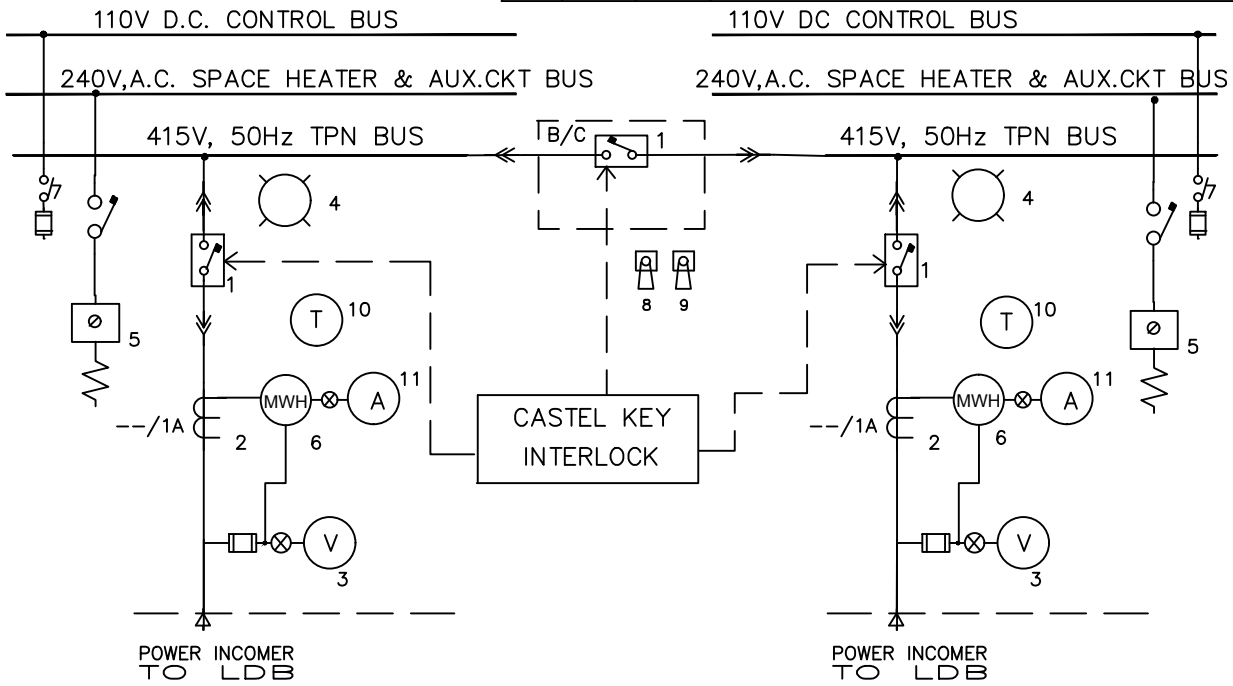 110V D.C. CONTROL BUS
110V DC CONTROL BUS
240V,A.C. SPACE HEATER & AUX.CKT BUS
240V,A.C. SPACE HEATER & AUX.CKT BUS
415V, 50Hz TPN BUS
B/C
1
415V, 50Hz TPN BUS
4
4
1
1
8
9
10
T
T
10
5
5
11
11
MWH
A
MWH
A
CASTEL KEY
INTERLOCK
--/1A
2
6
--/1A
2
6
V
3
V
3
POWER INCOMER
TO LDB
POWER INCOMER
TO LDB